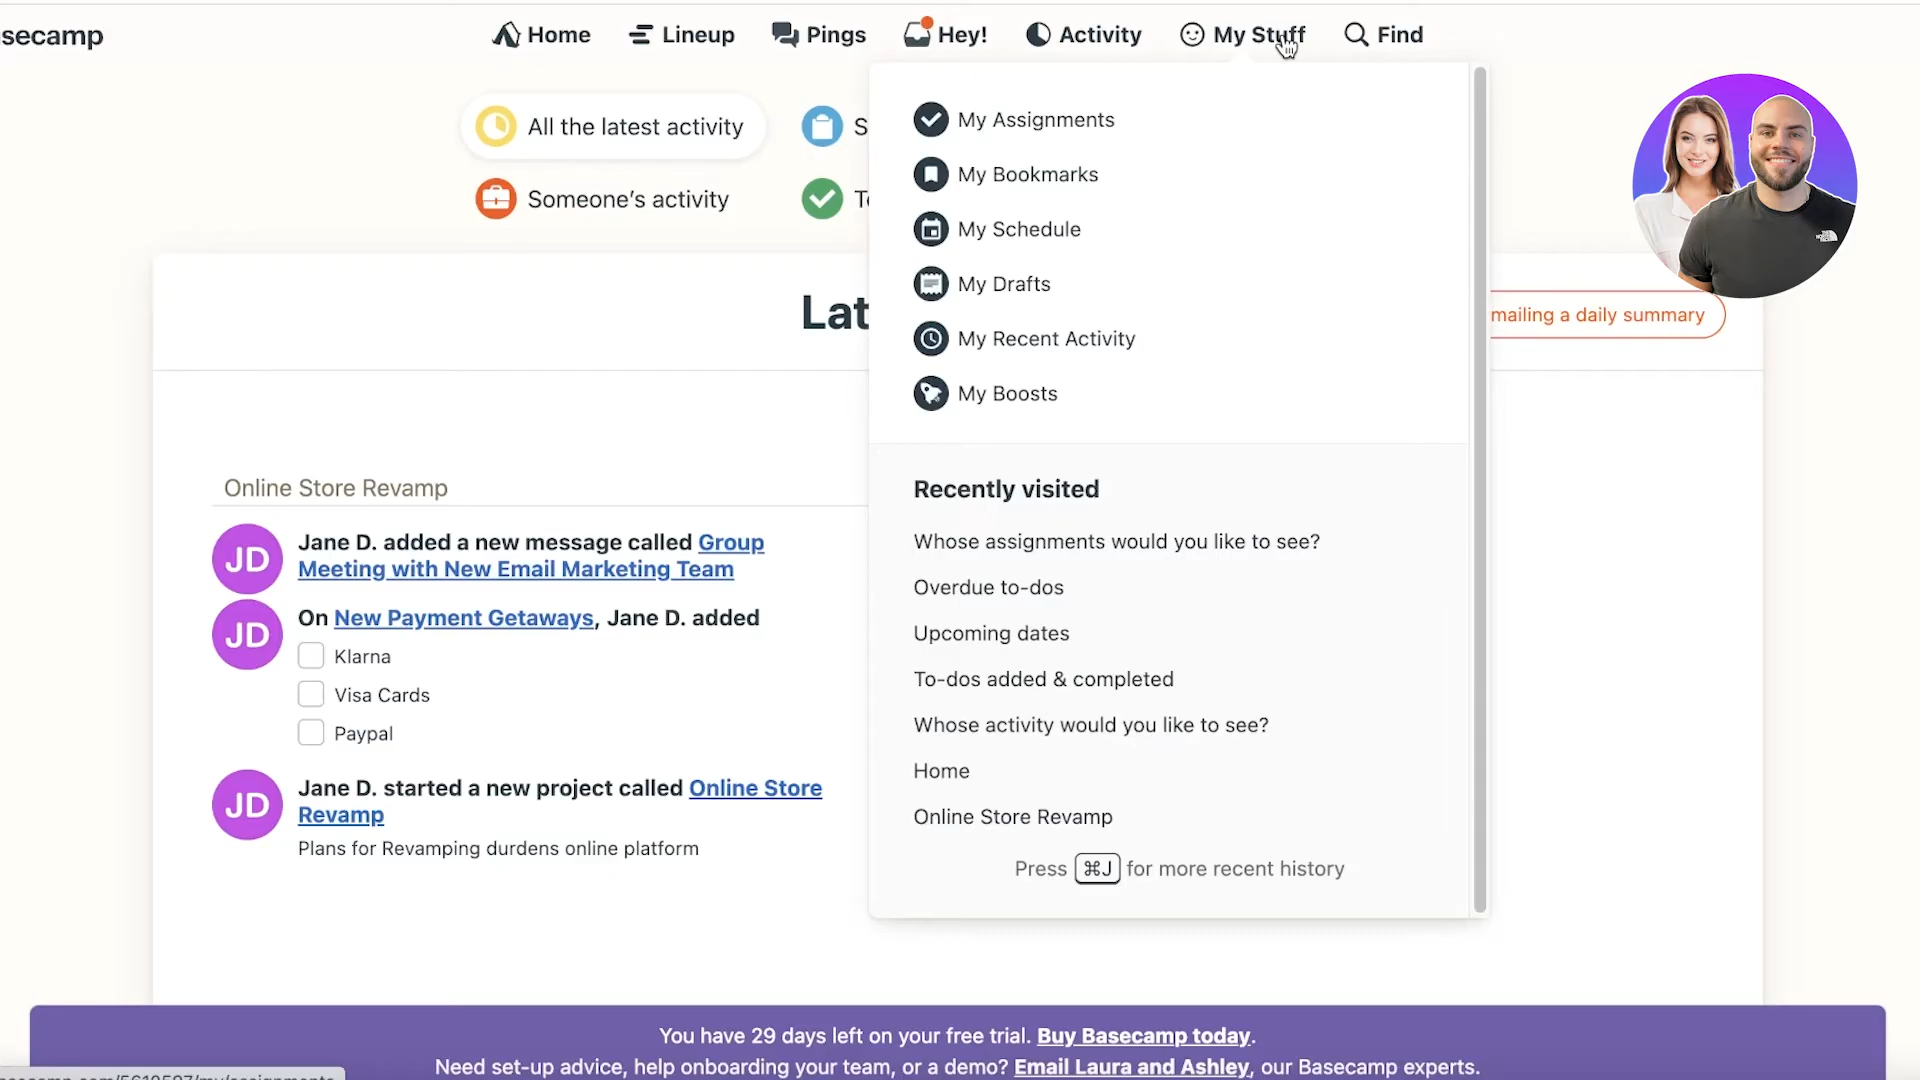 secamp
Home
Lineup
Pings
Hey!
Activity
My Stuff
Find
All the latest activity
S
Someone's activity
My Assignments
My Bookmarks
My Schedule
My Drafts
My Recent Activity
My Boosts
THE NORTH FACE
Lat
mailing a daily summary
Online Store Revamp
JD
Jane D. added a new message called Group
Meeting with New Email Marketing Team
JD
On New Payment Getaways, Jane D. added
Klarna
Visa Cards
Paypal
JD
Jane D. started a new project called Online Store
Revamp
Plans for Revamping durdens online platform
Recently visited
Whose assignments would you like to see?
Overdue to-dos
Upcoming dates
To-dos added & completed
Whose activity would you like to see?
Home
Online Store Revamp
Press ⌘J for more recent history
You have 29 days left on your free trial. Buy Basecamp today.
Need set-up advice, help onboarding your team, or a demo? Email Laura and Ashley, our Basecamp experts.